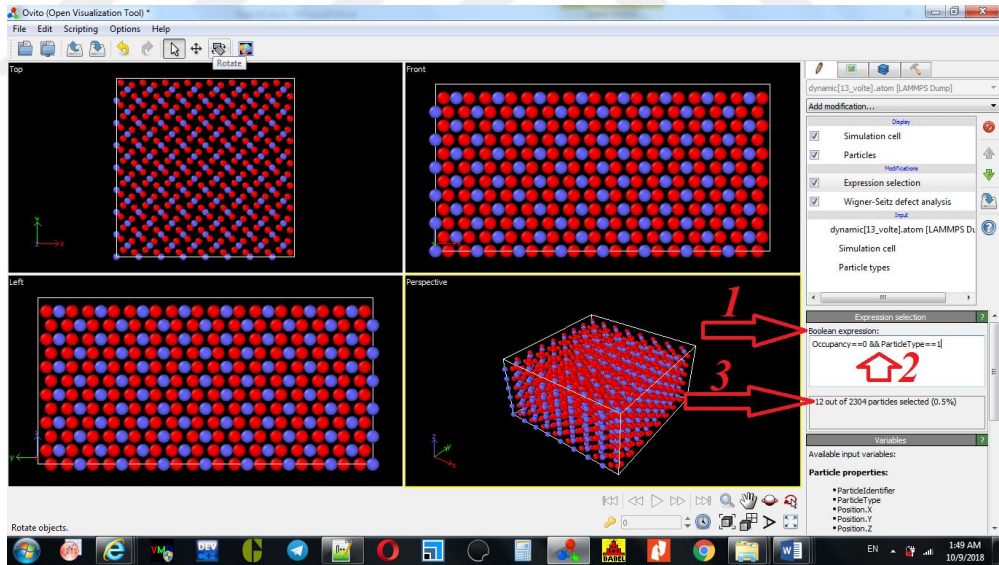 Ovito (Open Visualization Tool) *
File Edit Scripting Options Help
Rotate
Top
Front
Left
Perspective
y
x
z
y
z
y
x
1
2
3
dynamic[13_volte].atom [LAMMPS Dump]
Add modification...
Display
Simulation cell
Particles
Modifications
Expression selection
Wigner-Seitz defect analysis
Input
dynamic[13_volte].atom [LAMMPS Du
Simulation cell
Particle types
Expression selection ?
Boolean expression:
Occupancy==0 && ParticleType==1
12 out of 2304 particles selected (0.5%)
Variables ?
Available input variables:
Particle properties:
•ParticleIdentifier
•ParticleType
•Position.X
•Position.Y
•Position.Z
0
Rotate objects.
DEV
BABEL
W
EN
1:49 AM
10/9/2018